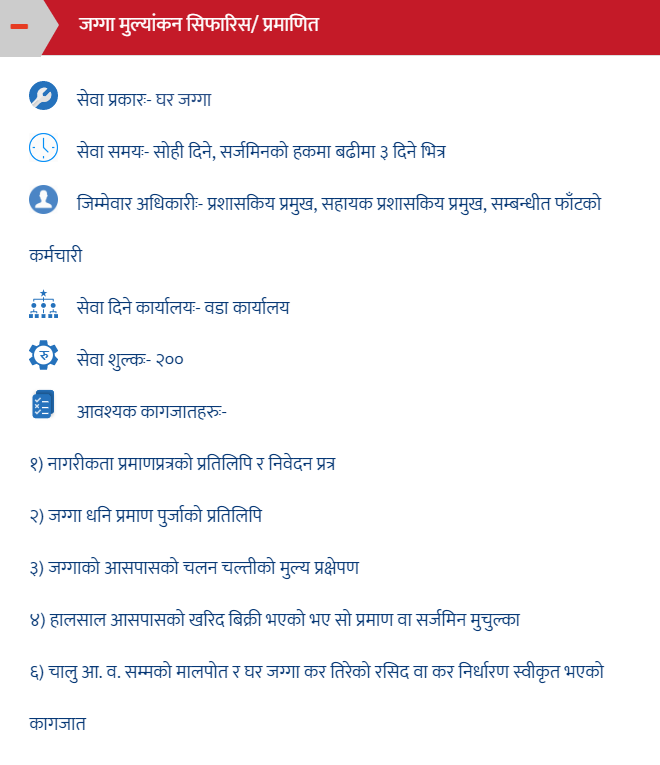 जग्गा मुल्यांकन सिफारिस/ प्रमाणित
सेवा प्रकारः- घर जग्गा
सेवा समयः- सोही दिने, सर्जमिनको हकमा बढीमा ३ दिने भित्र
जिम्मेवार अधिकारीः- प्रशासकिय प्रमुख, सहायक प्रशासकिय प्रमुख, सम्बन्धीत फाँटको
कर्मचारी
सेवा दिने कार्यालयः- वडा कार्यालय
रु
सेवा शुल्कः- २००
आवश्यक कागजातहरुः-
१) नागरीकता प्रमाणप्रत्रको प्रतिलिपि र निवेदन प्रत्र
२) जग्गा धनि प्रमाण पुर्जाको प्रतिलिपि
३) जग्गाको आसपासको चलन चल्तीको मुल्य प्रक्षेपण
४) हालसाल आसपासको खरिद बिक्री भएको भए सो प्रमाण वा सर्जमिन मुचुल्का
६) चालु आ. व. सम्मको मालपोत र घर जग्गा कर तिरेको रसिद वा कर निर्धारण स्वीकृत भएको
कागजात